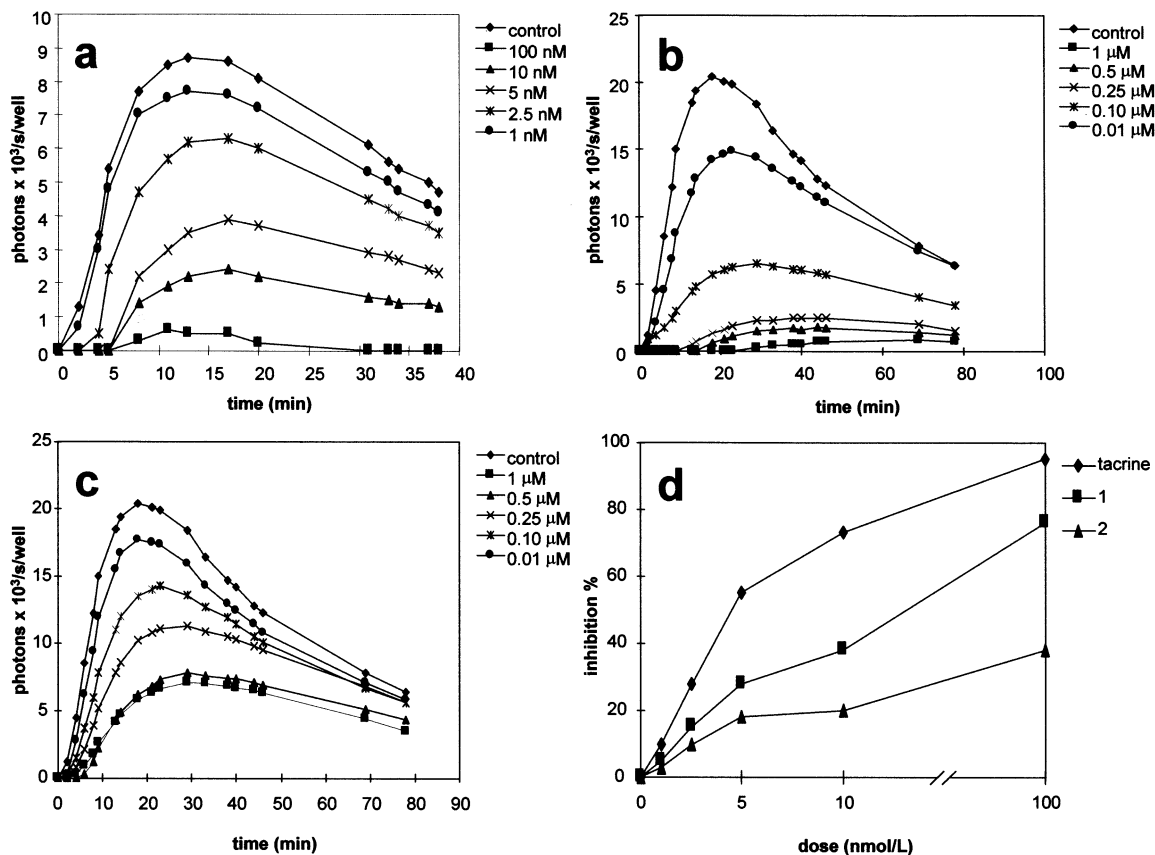 a
photons x 10³/s/well
10
9
8
7
6
5
4
3
2
1
0
0 5 10 15 20 25 30 35 40
time (min)
control
100 nM
10 nM
5 nM
2.5 nM
1 nM
b
photons x 10³/s/well
25
20
15
10
5
0
0 20 40 60 80 100
time (min)
control
1 µM
0.5 µM
0.25 µM
0.10 µM
0.01 µM
c
photons x 10³/s/well
25
20
15
10
5
0
0 10 20 30 40 50 60 70 80 90
time (min)
control
1 µM
0.5 µM
0.25 µM
0.10 µM
0.01 µM
d
inhibition %
100
80
60
40
20
0
0 5 10 100
dose (nmol/L)
tacrine
1
2